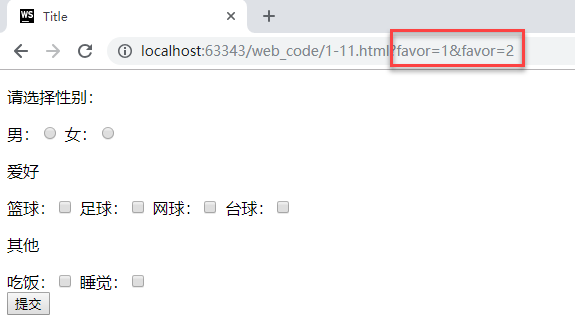 WS Title
localhost:63343/web_code/1-11.html?favor=1&favor=2
请选择性别：
男： 女：
爱好
篮球： 足球： 网球： 台球：
其他
吃饭： 睡觉：
提交